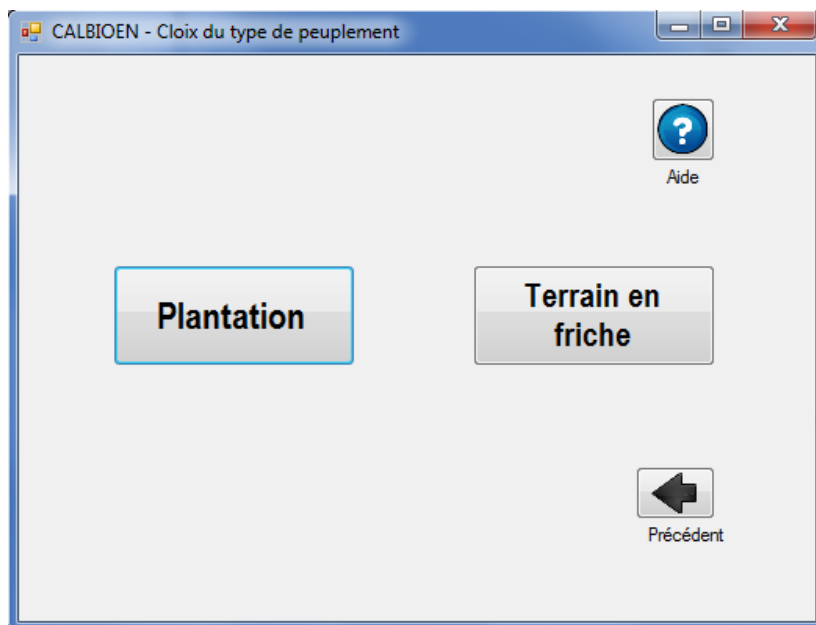 CALBIOEN - Cloix du type de peuplement
?
Aide
Plantation
Terrain en
friche
Précédent